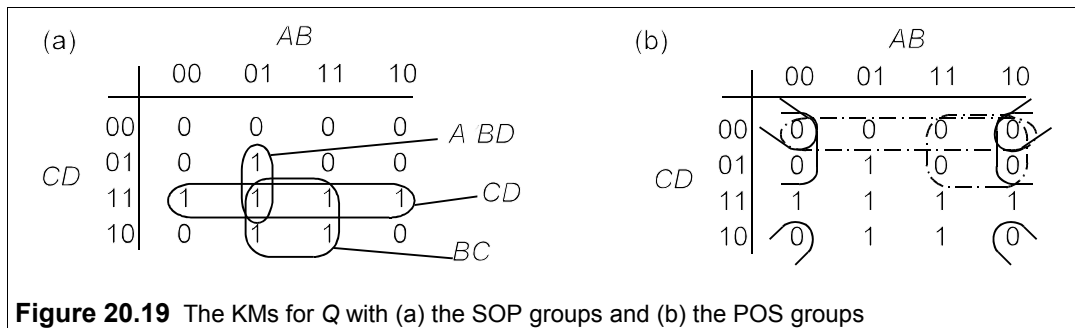 (a)
AB
00 01 11 10
00 0 0 0 0
A BD
01 0 1 0 0
CD
11 1 1 1 1
CD
10 0 1 1 0
BC
(b)
AB
00 01 11 10
00 0 0 0 0
01 0 1 0 0
CD
11 1 1 1 1
10 0 1 1 0
Figure 20.19 The KMs for Q with (a) the SOP groups and (b) the POS groups